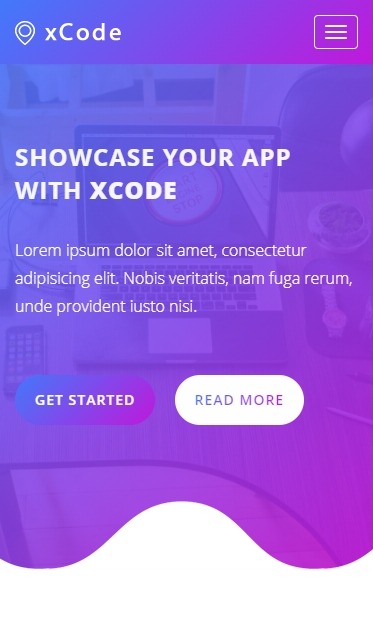 xCode
SHOWCASE YOUR APP
WITH XCODE
Lorem ipsum dolor sit amet, consectetur
adipisicing elit. Nobis veritatis, nam fuga rerum,
unde provident iusto nisi.
GET STARTED
READ MORE